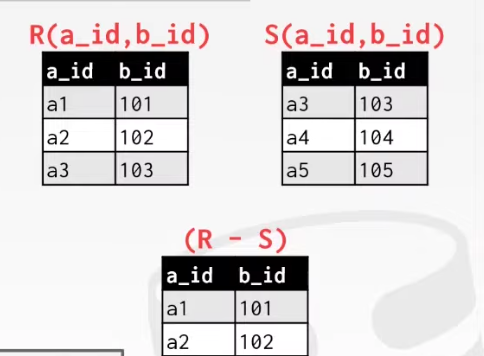 R(a_id,b_id) S(a_id,b_id)
a_id b_id a_id b_id
a1 101 a3 103
a2 102 a4 104
a3 103 a5 105
(R - S)
a_id b_id
a1 101
a2 102